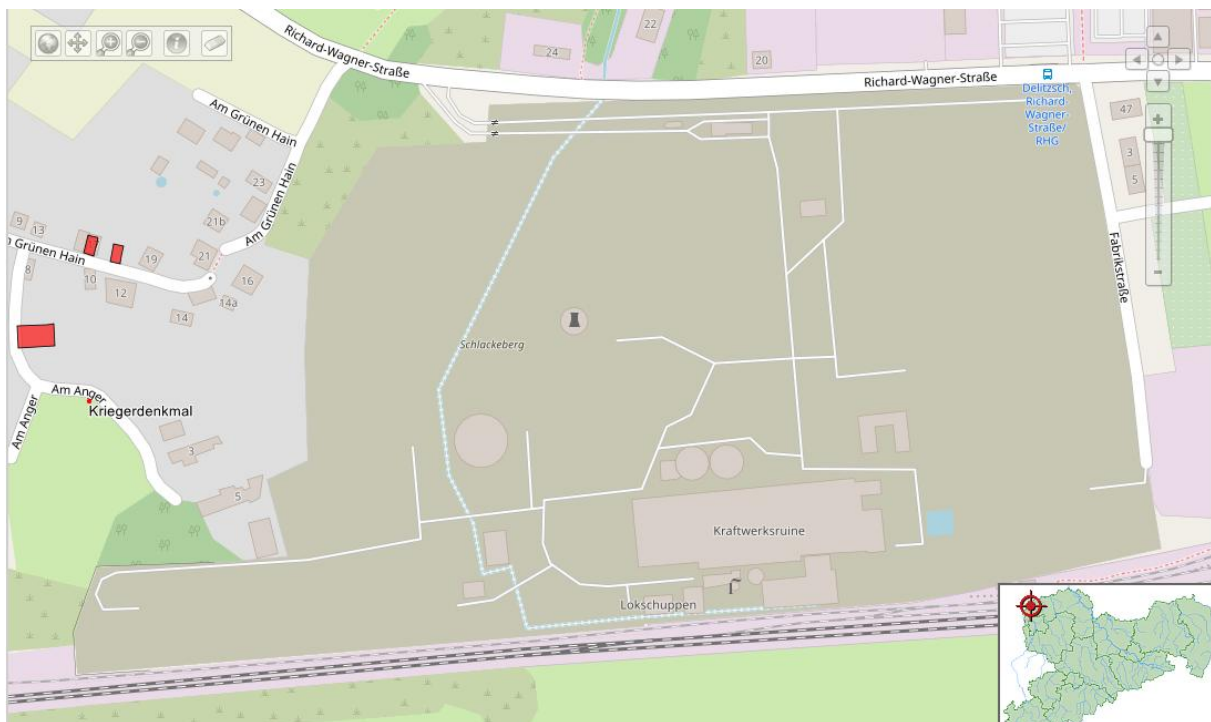 22
24
20
Richard-Wagner-Straße
Richard-Wagner-Straße
Delitzsch,
Richard-
Wagner-
Straße/
RHG
47
3
5
Am Grünen Hain
23
Am Grünen Hain
21b
9
13
n Grünen Hain
19
21
8
10
12
16
14a
14
Fabrikstraße
Schlackeberg
Am Anger
Kriegerdenkmal
Am Anger
3
5
Kraftwerksruine
Lokschuppen